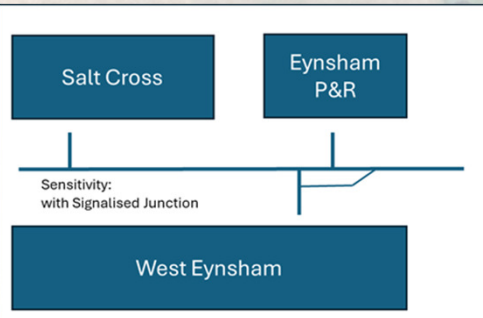 Salt Cross
Eynsham
P&R
Sensitivity:
with Signalised Junction
West Eynsham